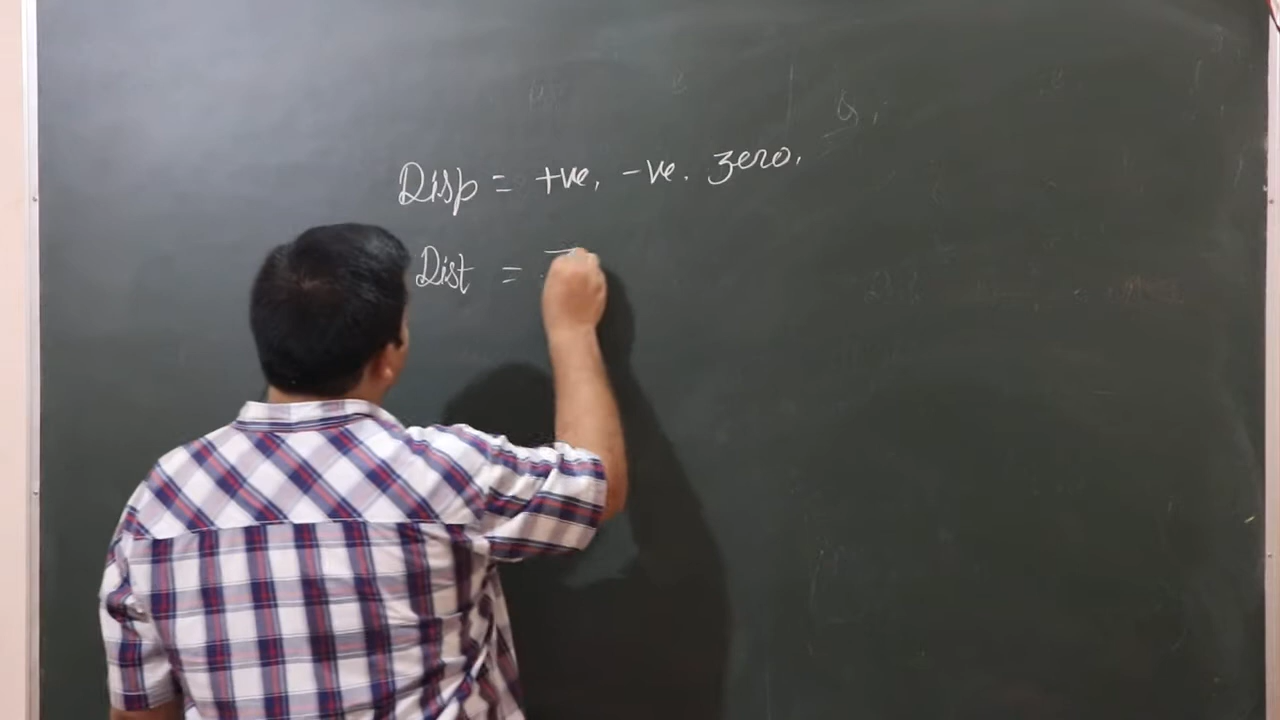 Disp = +ve, -ve. zero.
Dist =